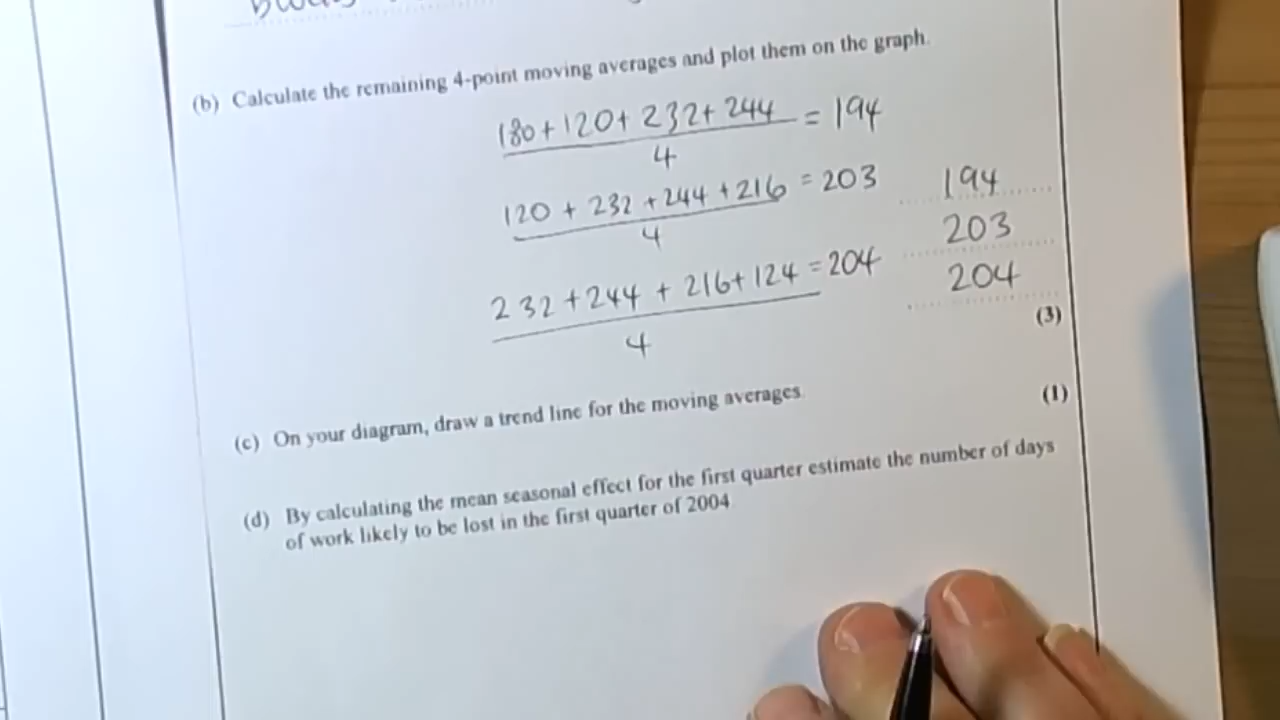 (b) Calculate the remaining 4-point moving averages and plot them on the graph.
180+120+232+244 = 194
4
120 + 232 + 244 + 216 = 203
4
232 + 244 + 216 + 124 = 204
4
194
203
204
(3)
(c) On your diagram, draw a trend line for the moving averages.
(1)
(d) By calculating the mean seasonal effect for the first quarter estimate the number of days
of work likely to be lost in the first quarter of 2004